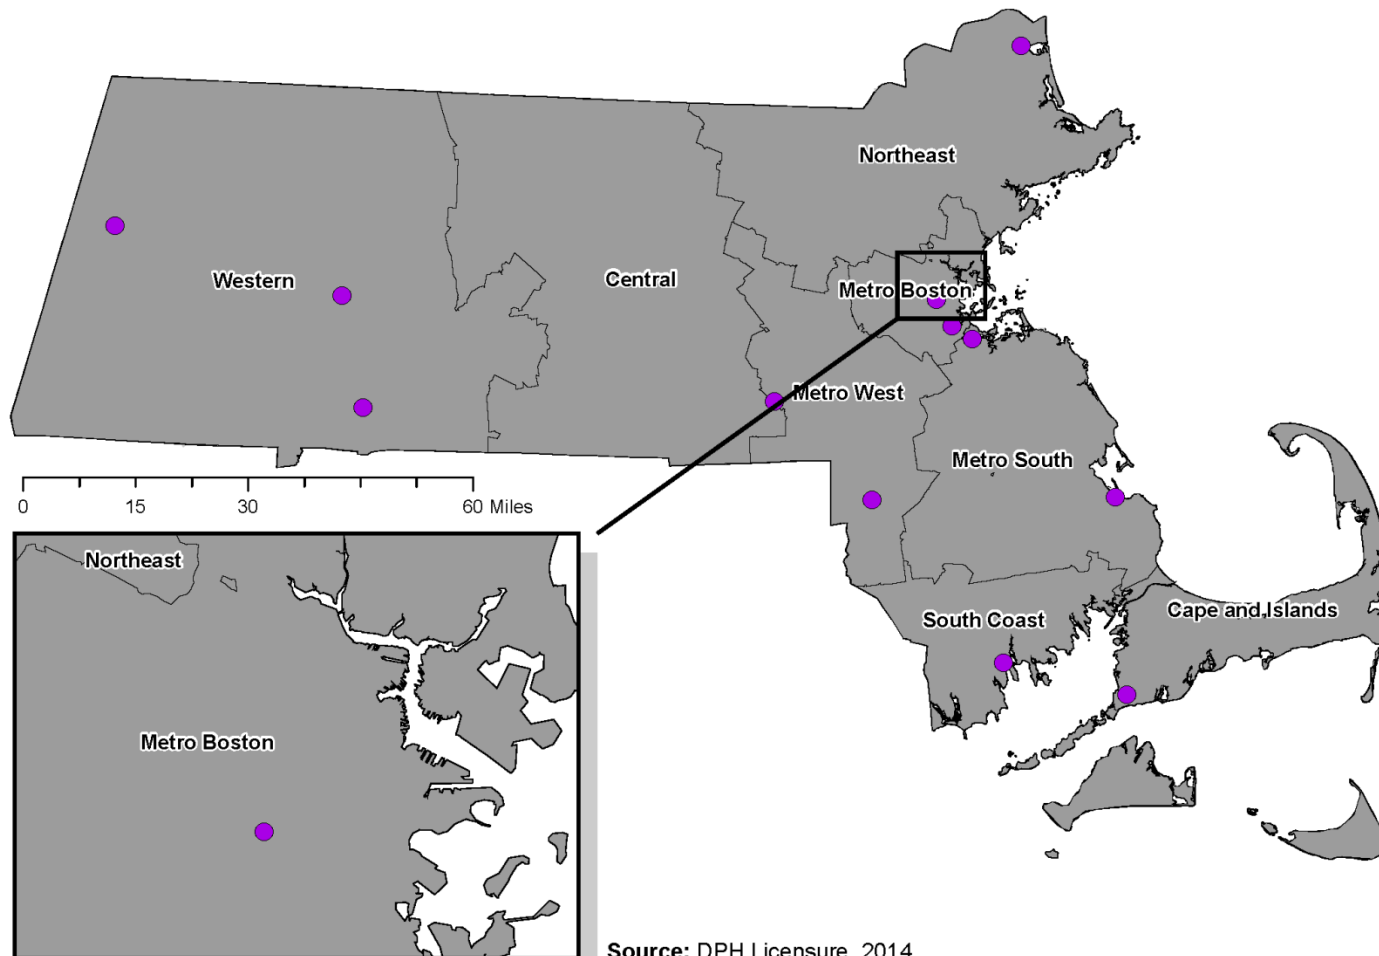 Northeast
Western
Central
Metro Boston
Metro West
Metro South
0 15 30 60 Miles
Northeast
South Coast
Cape and Islands
Metro Boston
Source: DPH Licensure, 2014